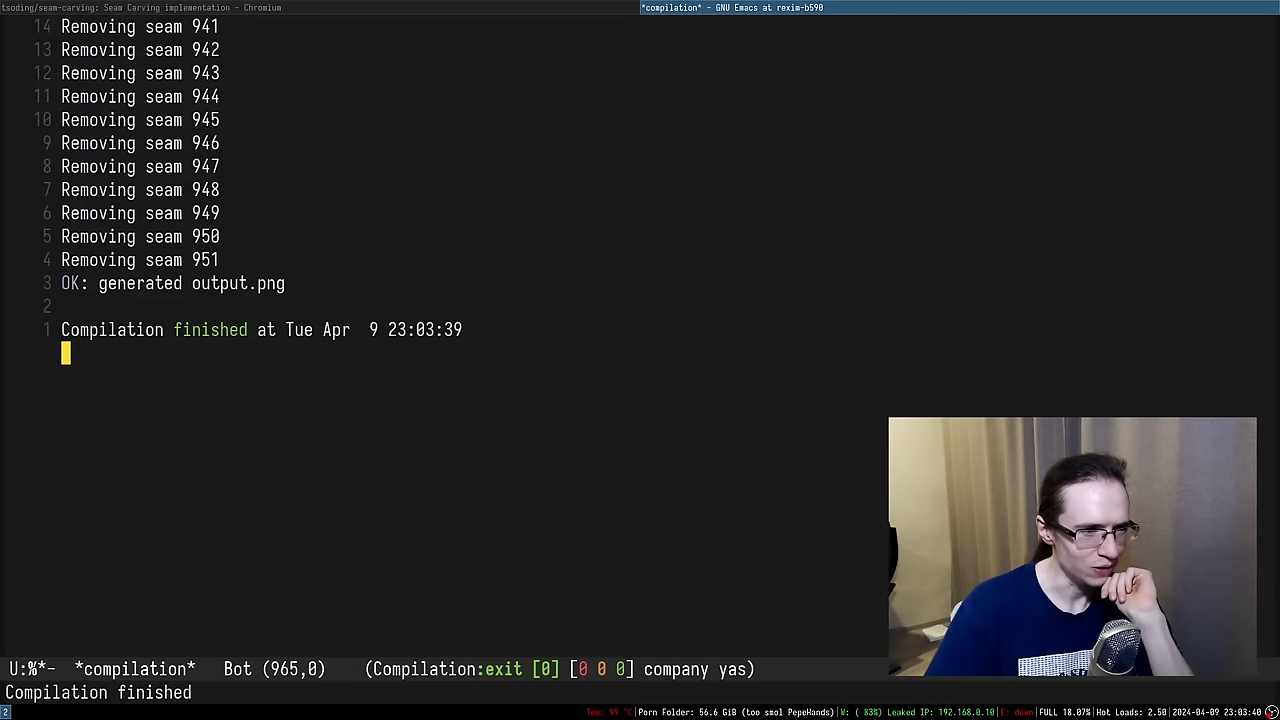 tsoding/seam-carving: Seam Carving implementation - Chromium
*compilation* - GNU Emacs at rexim-b590
14 Removing seam 941
13 Removing seam 942
12 Removing seam 943
11 Removing seam 944
10 Removing seam 945
9 Removing seam 946
8 Removing seam 947
7 Removing seam 948
6 Removing seam 949
5 Removing seam 950
4 Removing seam 951
3 OK: generated output.png
2
1 Compilation finished at Tue Apr  9 23:03:39
U:%*-  *compilation*   Bot (965,0)    (Compilation:exit [0] [0 0 0] company yas)
Compilation finished
2
Tea: 99 °C|Porn Folder: 56.6 GiB (too smol PepeHands)|W: ( 83%) Leaked IP: 192.168.0.10|E: down|FULL 18.07%|Hot Loads: 2.50|2024-04-09 23:03:40